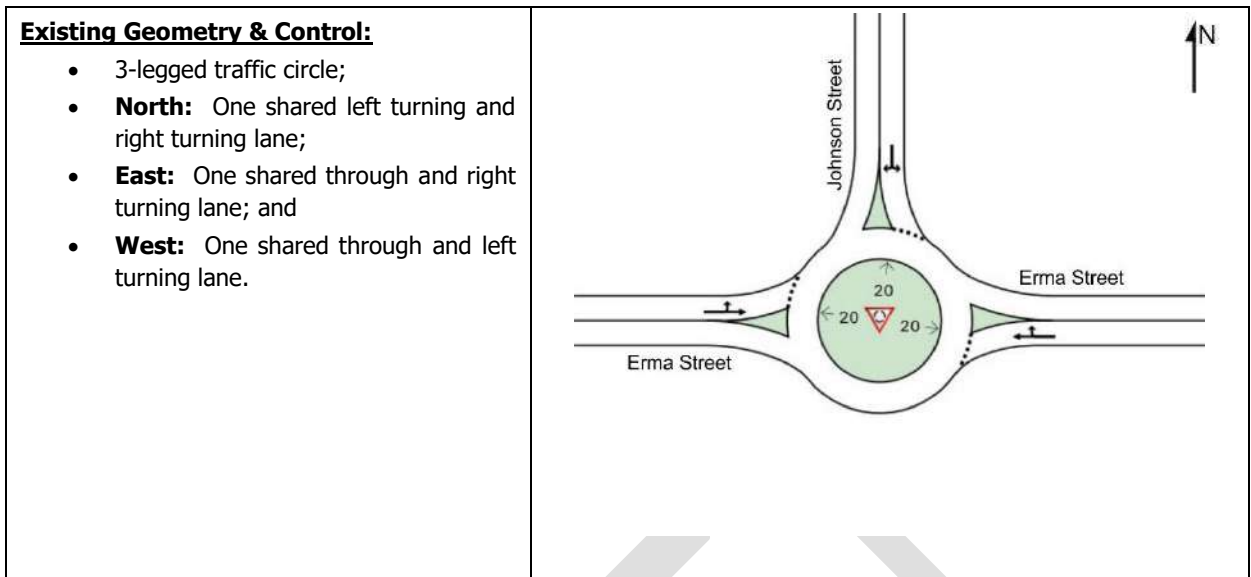 Existing Geometry & Control:
• 3-legged traffic circle;
• North: One shared left turning and
right turning lane;
• East: One shared through and right
turning lane; and
• West: One shared through and left
turning lane.
N
Johnson Street
Erma Street
20
20
20
Erma Street